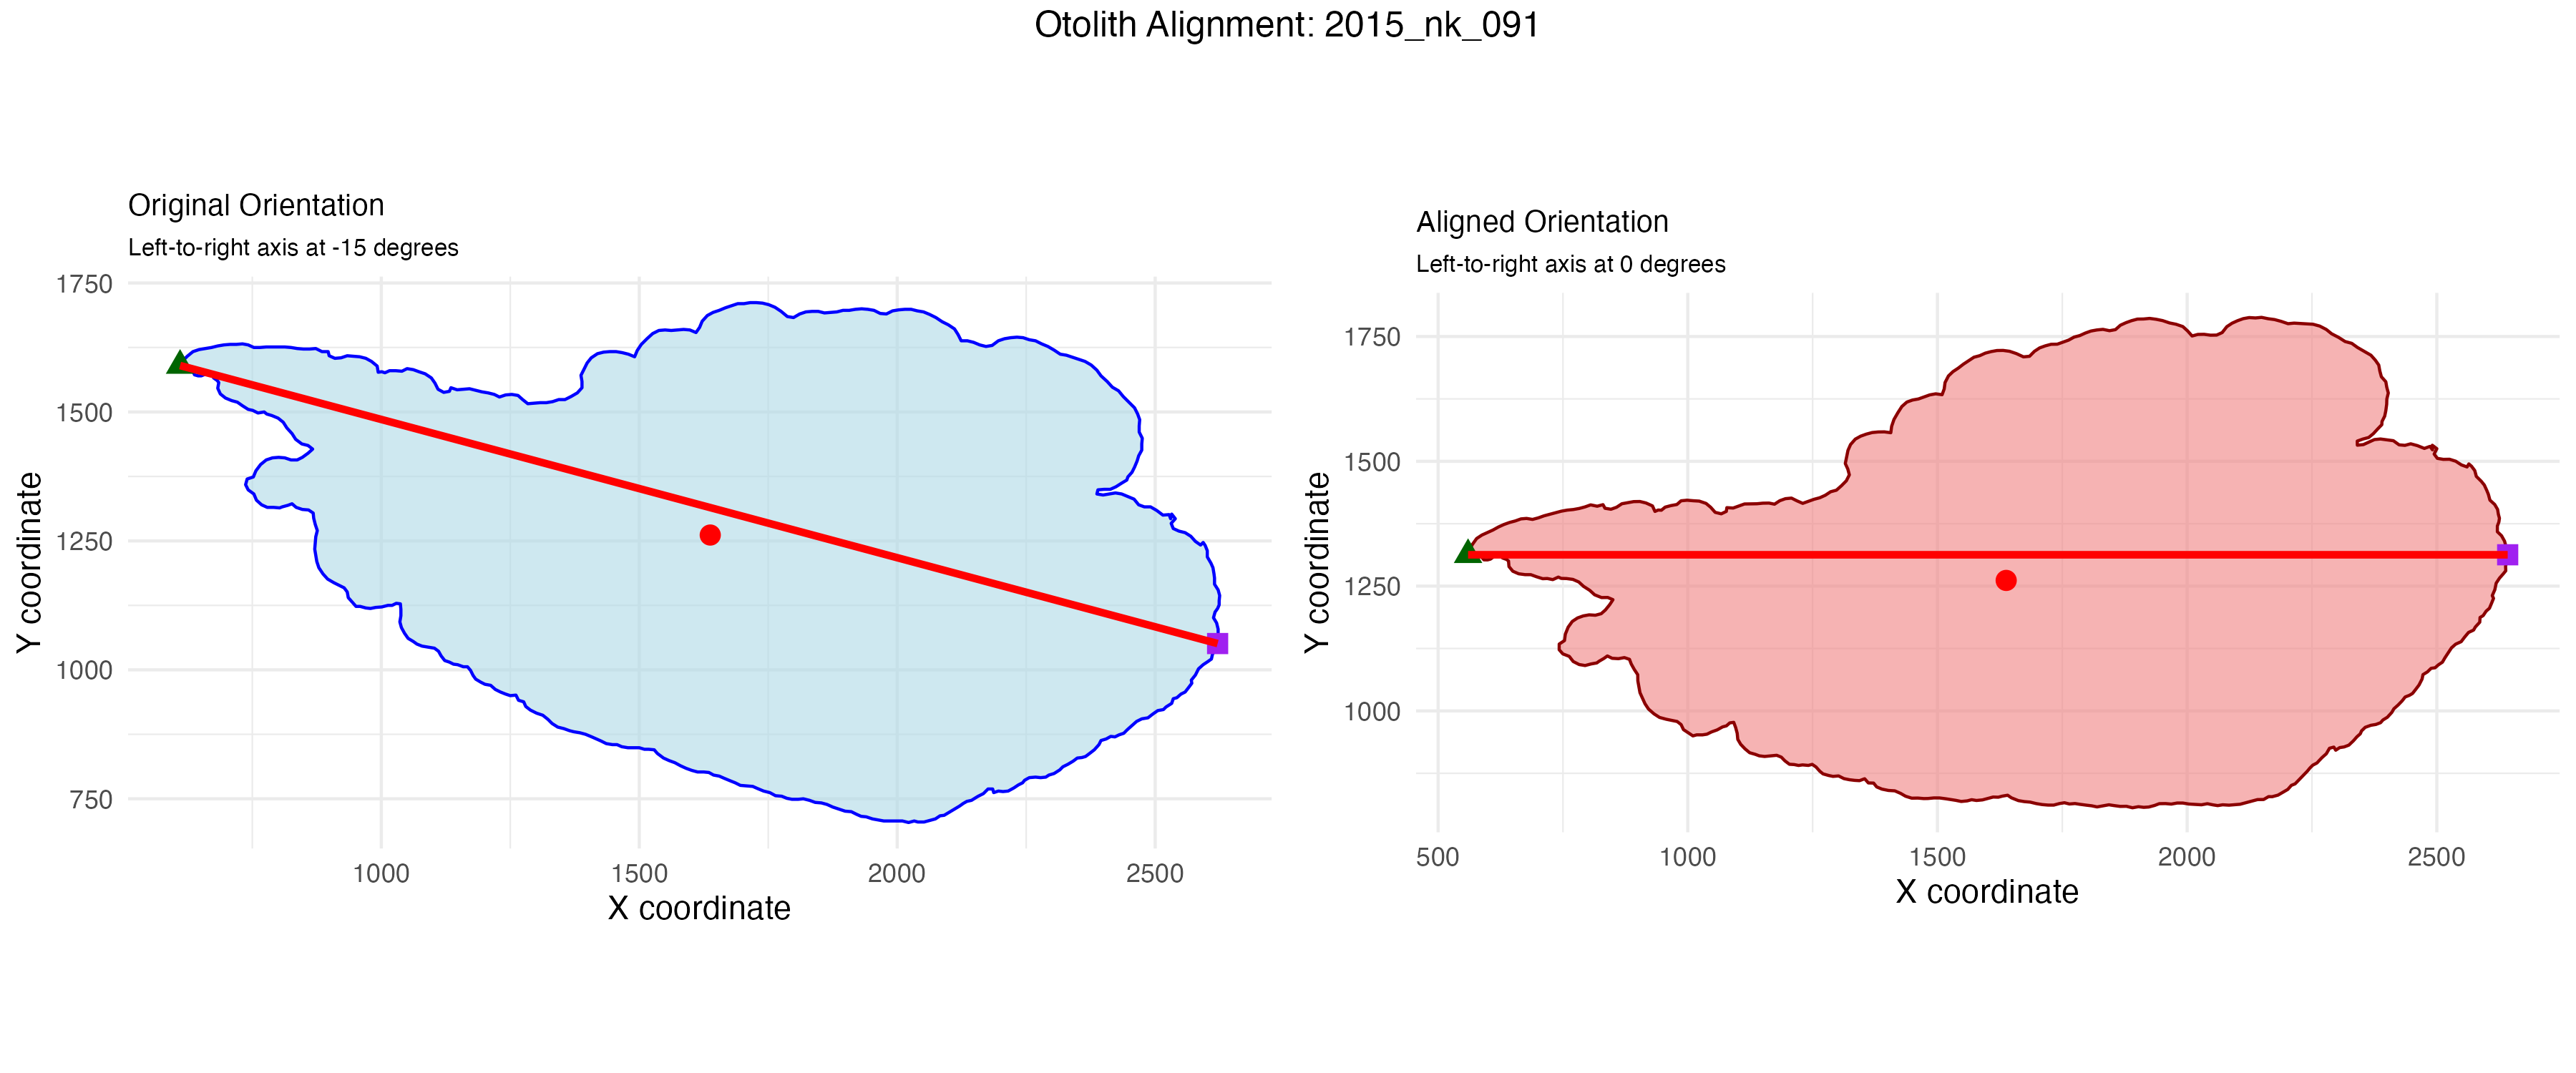 Otolith Alignment: 2015_nk_091
Original Orientation
Left-to-right axis at -15 degrees
1750
1500
1250
1000
750
Y coordinate
1000
1500
2000
2500
X coordinate
Aligned Orientation
Left-to-right axis at 0 degrees
1750
1500
1250
1000
Y coordinate
500
1000
1500
2000
2500
X coordinate